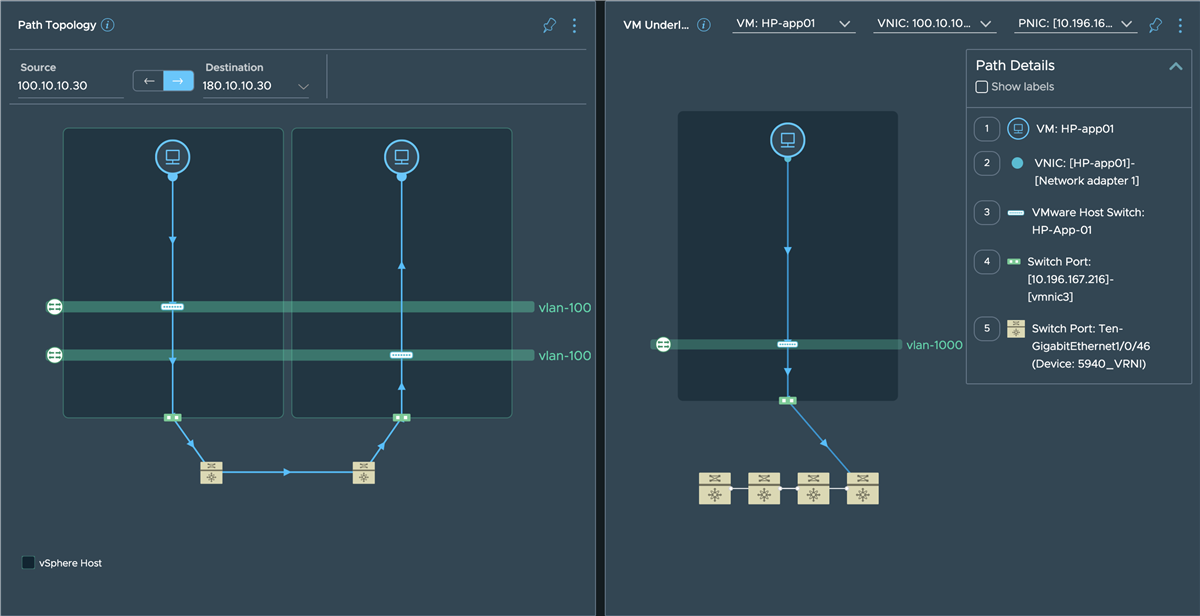 Path Topology
Source
100.10.10.30
← →
Destination
180.10.10.30
vlan-100
vlan-100
vSphere Host
VM Underl...
VM: HP-app01
VNIC: 100.10.10...
PNIC: [10.196.16...
Path Details
Show labels
1 VM: HP-app01
2 VNIC: [HP-app01]-
[Network adapter 1]
3 VMware Host Switch:
HP-App-01
4 Switch Port:
[10.196.167.216]-
[vmnic3]
5 Switch Port: Ten-
GigabitEthernet1/0/46
(Device: 5940_VRNI)
vlan-1000